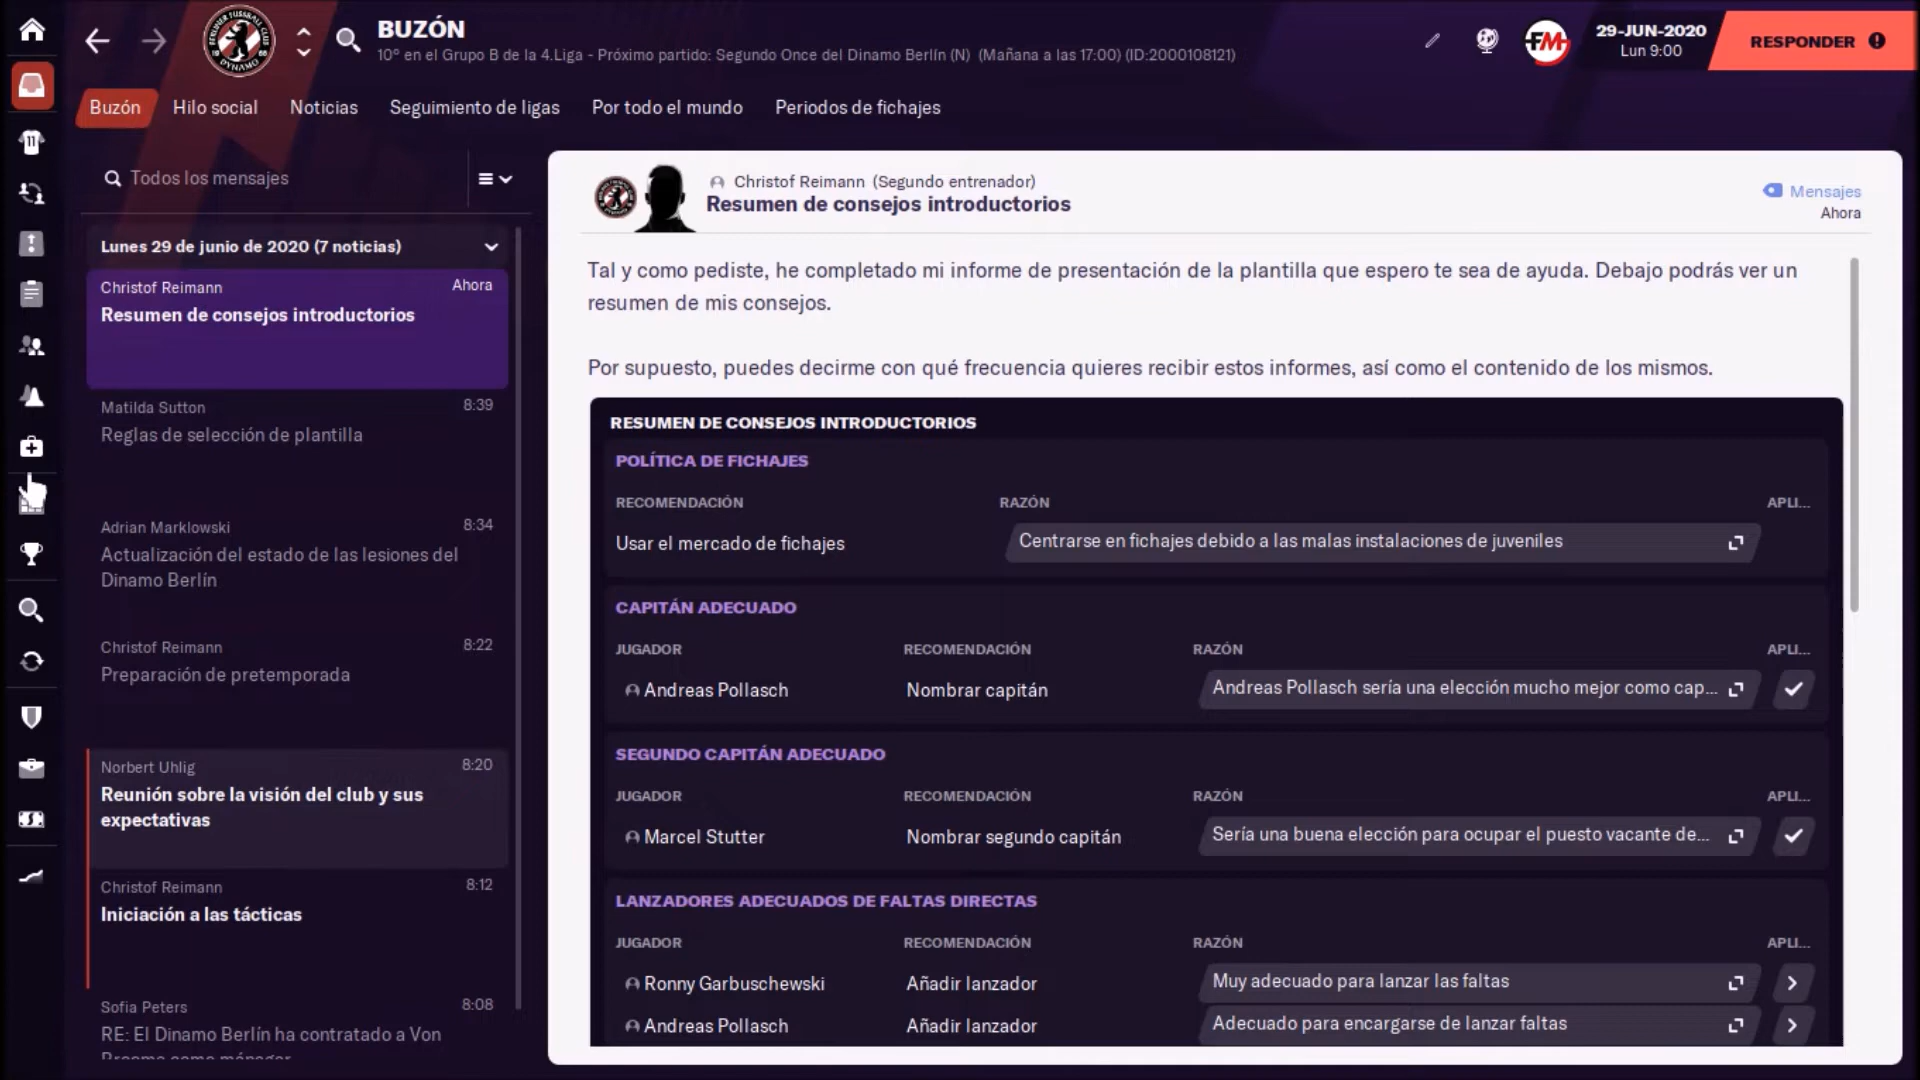 BUZÓN
10º en el Grupo B de la 4.Liga - Próximo partido: Segundo Once del Dinamo Berlín (N) (Mañana a las 17:00) (ID:2000108121)
FM
29-JUN-2020
Lun 9:00
RESPONDER
Buzón
Hilo social
Noticias
Seguimiento de ligas
Por todo el mundo
Periodos de fichajes
Todos los mensajes
Lunes 29 de junio de 2020 (7 noticias)
Christof Reimann
Ahora
Resumen de consejos introductorios
Matilda Sutton
8:39
Reglas de selección de plantilla
Adrian Marklowski
8:34
Actualización del estado de las lesiones del
Dinamo Berlín
Christof Reimann
8:22
Preparación de pretemporada
Norbert Uhlig
8:20
Reunión sobre la visión del club y sus
expectativas
Christof Reimann
8:12
Iniciación a las tácticas
Sofia Peters
8:08
RE: El Dinamo Berlín ha contratado a Von
Christof Reimann (Segundo entrenador)
Resumen de consejos introductorios
Mensajes
Ahora
Tal y como pediste, he completado mi informe de presentación de la plantilla que espero te sea de ayuda. Debajo podrás ver un
resumen de mis consejos.
Por supuesto, puedes decirme con qué frecuencia quieres recibir estos informes, así como el contenido de los mismos.
RESUMEN DE CONSEJOS INTRODUCTORIOS
POLÍTICA DE FICHAJES
RECOMENDACIÓN RAZÓN APLI...
Usar el mercado de fichajes Centrarse en fichajes debido a las malas instalaciones de juveniles
CAPITÁN ADECUADO
JUGADOR RECOMENDACIÓN RAZÓN APLI...
Andreas Pollasch Nombrar capitán Andreas Pollasch sería una elección mucho mejor como cap...
SEGUNDO CAPITÁN ADECUADO
JUGADOR RECOMENDACIÓN RAZÓN APLI...
Marcel Stutter Nombrar segundo capitán Sería una buena elección para ocupar el puesto vacante de...
LANZADORES ADECUADOS DE FALTAS DIRECTAS
JUGADOR RECOMENDACIÓN RAZÓN APLI...
Ronny Garbuschewski Añadir lanzador Muy adecuado para lanzar las faltas
Andreas Pollasch Añadir lanzador Adecuado para encargarse de lanzar faltas